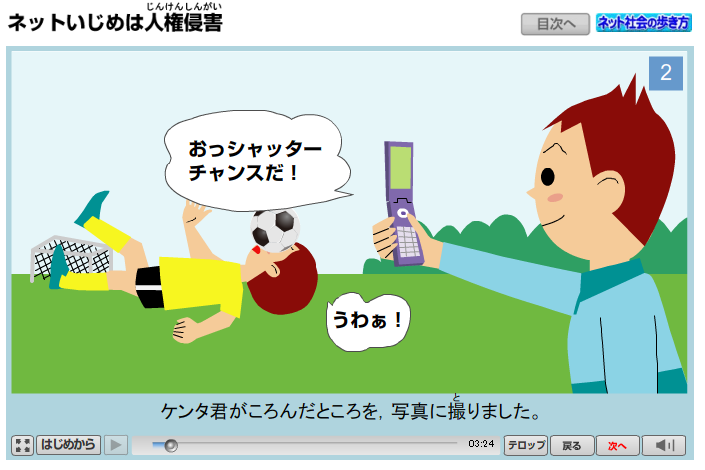 じんけんしんがい
ネットいじめは人権侵害
目次へ
ネット社会の歩き方
2
おっシャッター
チャンスだ！
うわぁ！
と
ケンタ君がころんだところを, 写真に撮りました。
はじめから
03:24
テロップ
戻る
次へ